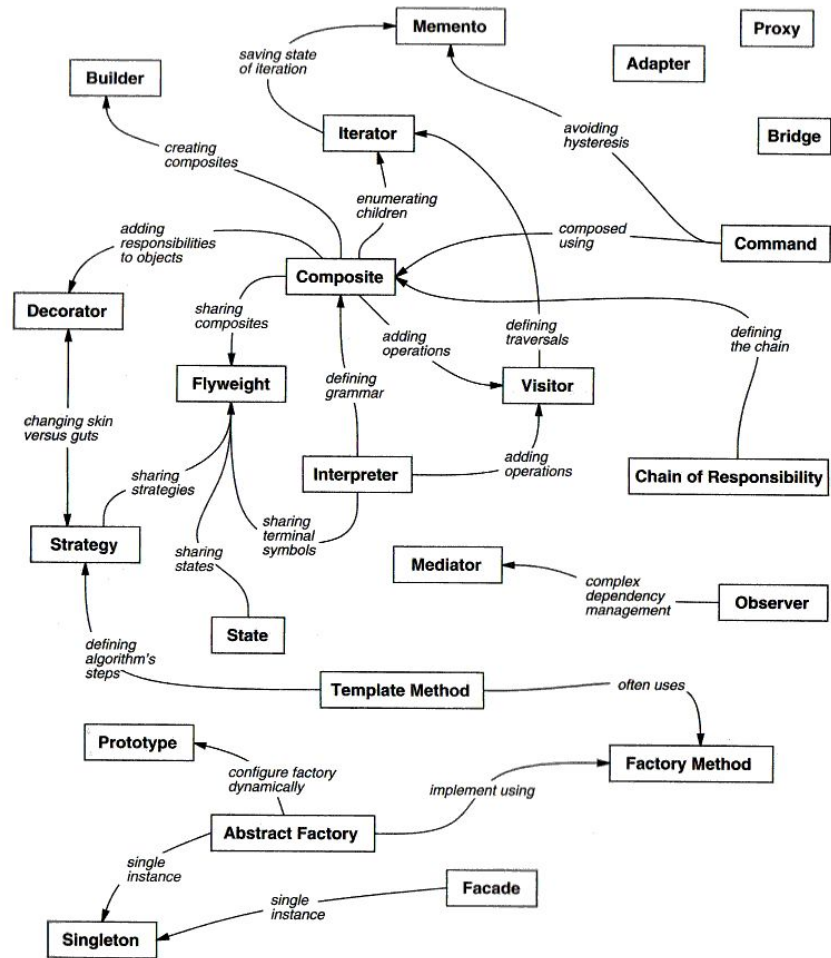 Memento
Proxy
saving state
of iteration
Adapter
Builder
Iterator
avoiding
hysteresis
Bridge
creating
composites
enumerating
children
adding
responsibilities
to objects
composed
using
Command
Composite
Decorator
sharing
composites
adding
operations
defining
traversals
defining
the chain
Flyweight
defining
grammar
Visitor
changing skin
versus guts
Interpreter
adding
operations
Chain of Responsibility
sharing
strategies
sharing
terminal
symbols
Strategy
sharing
states
Mediator
complex
dependency
management
Observer
State
defining
algorithm's
steps
Template Method
often uses
Prototype
configure factory
dynamically
Factory Method
implement using
Abstract Factory
single
instance
Facade
single
instance
Singleton